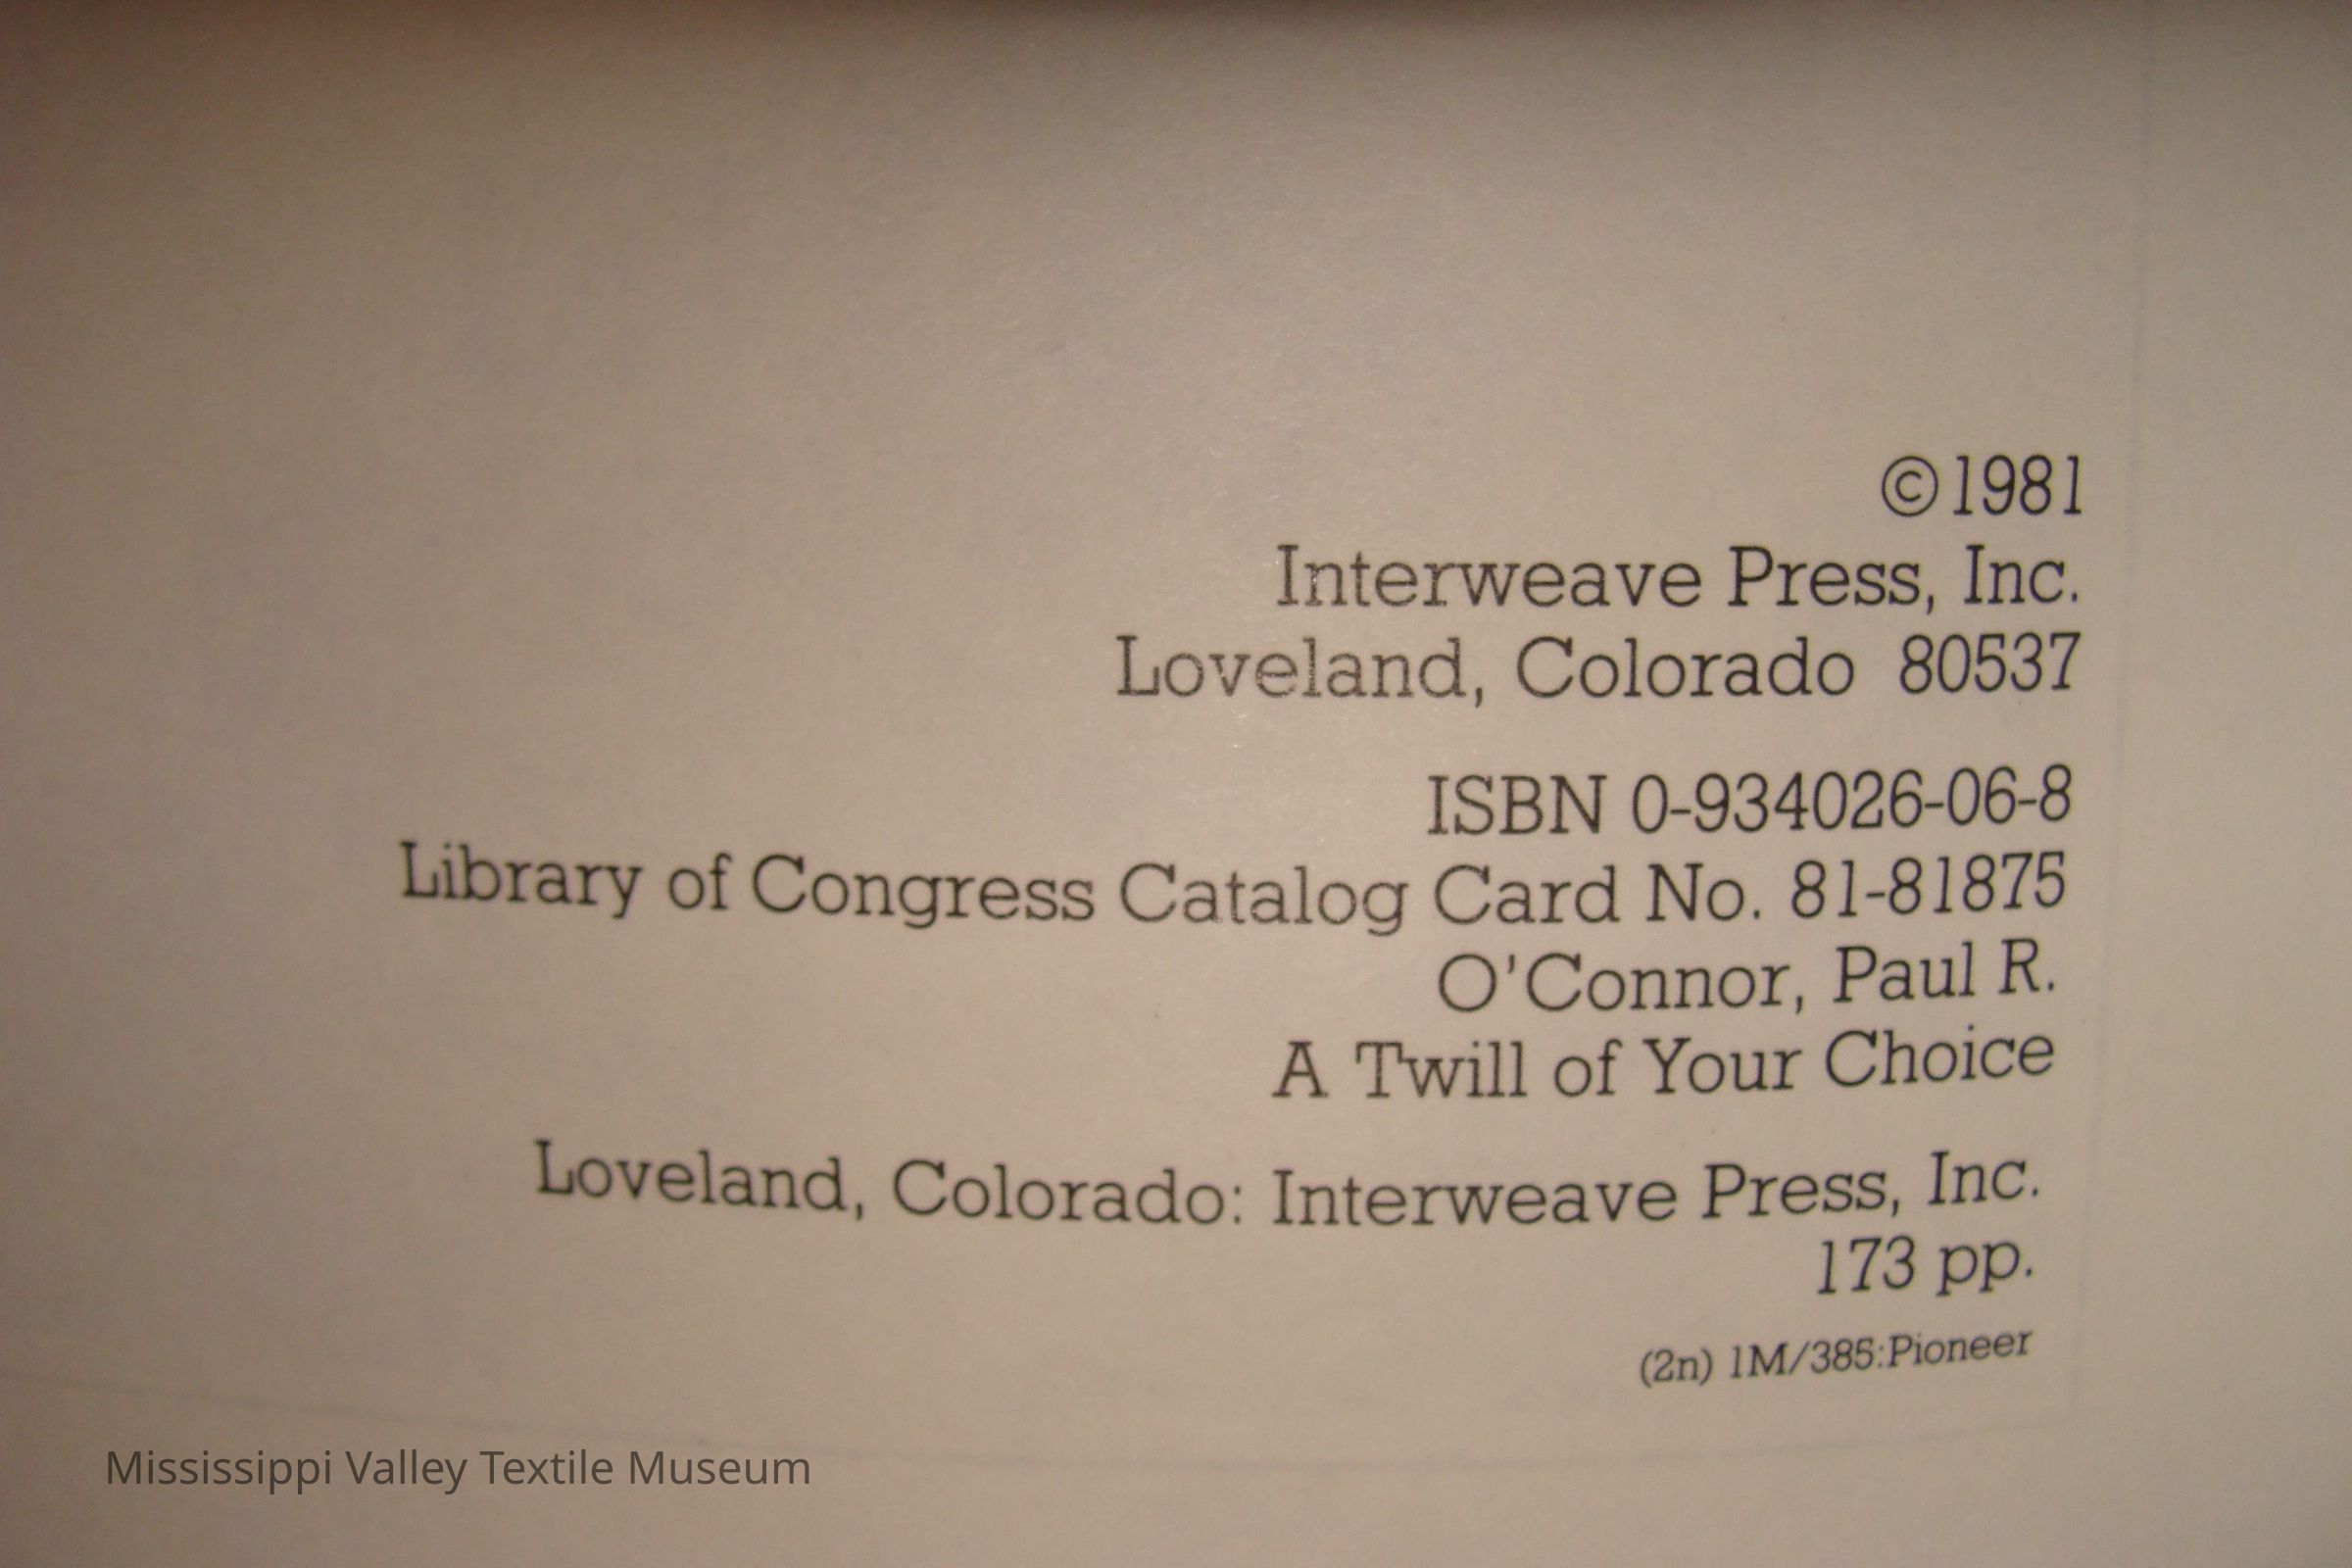 ©1981
Interweave Press, Inc.
Loveland, Colorado 80537
ISBN 0-934026-06-8
Library of Congress Catalog Card No. 81-81875
O'Connor, Paul R.
A Twill of Your Choice
Loveland, Colorado: Interweave Press, Inc.
173 pp.
(2n) 1M/385:Pioneer
Mississippi Valley Textile Museum